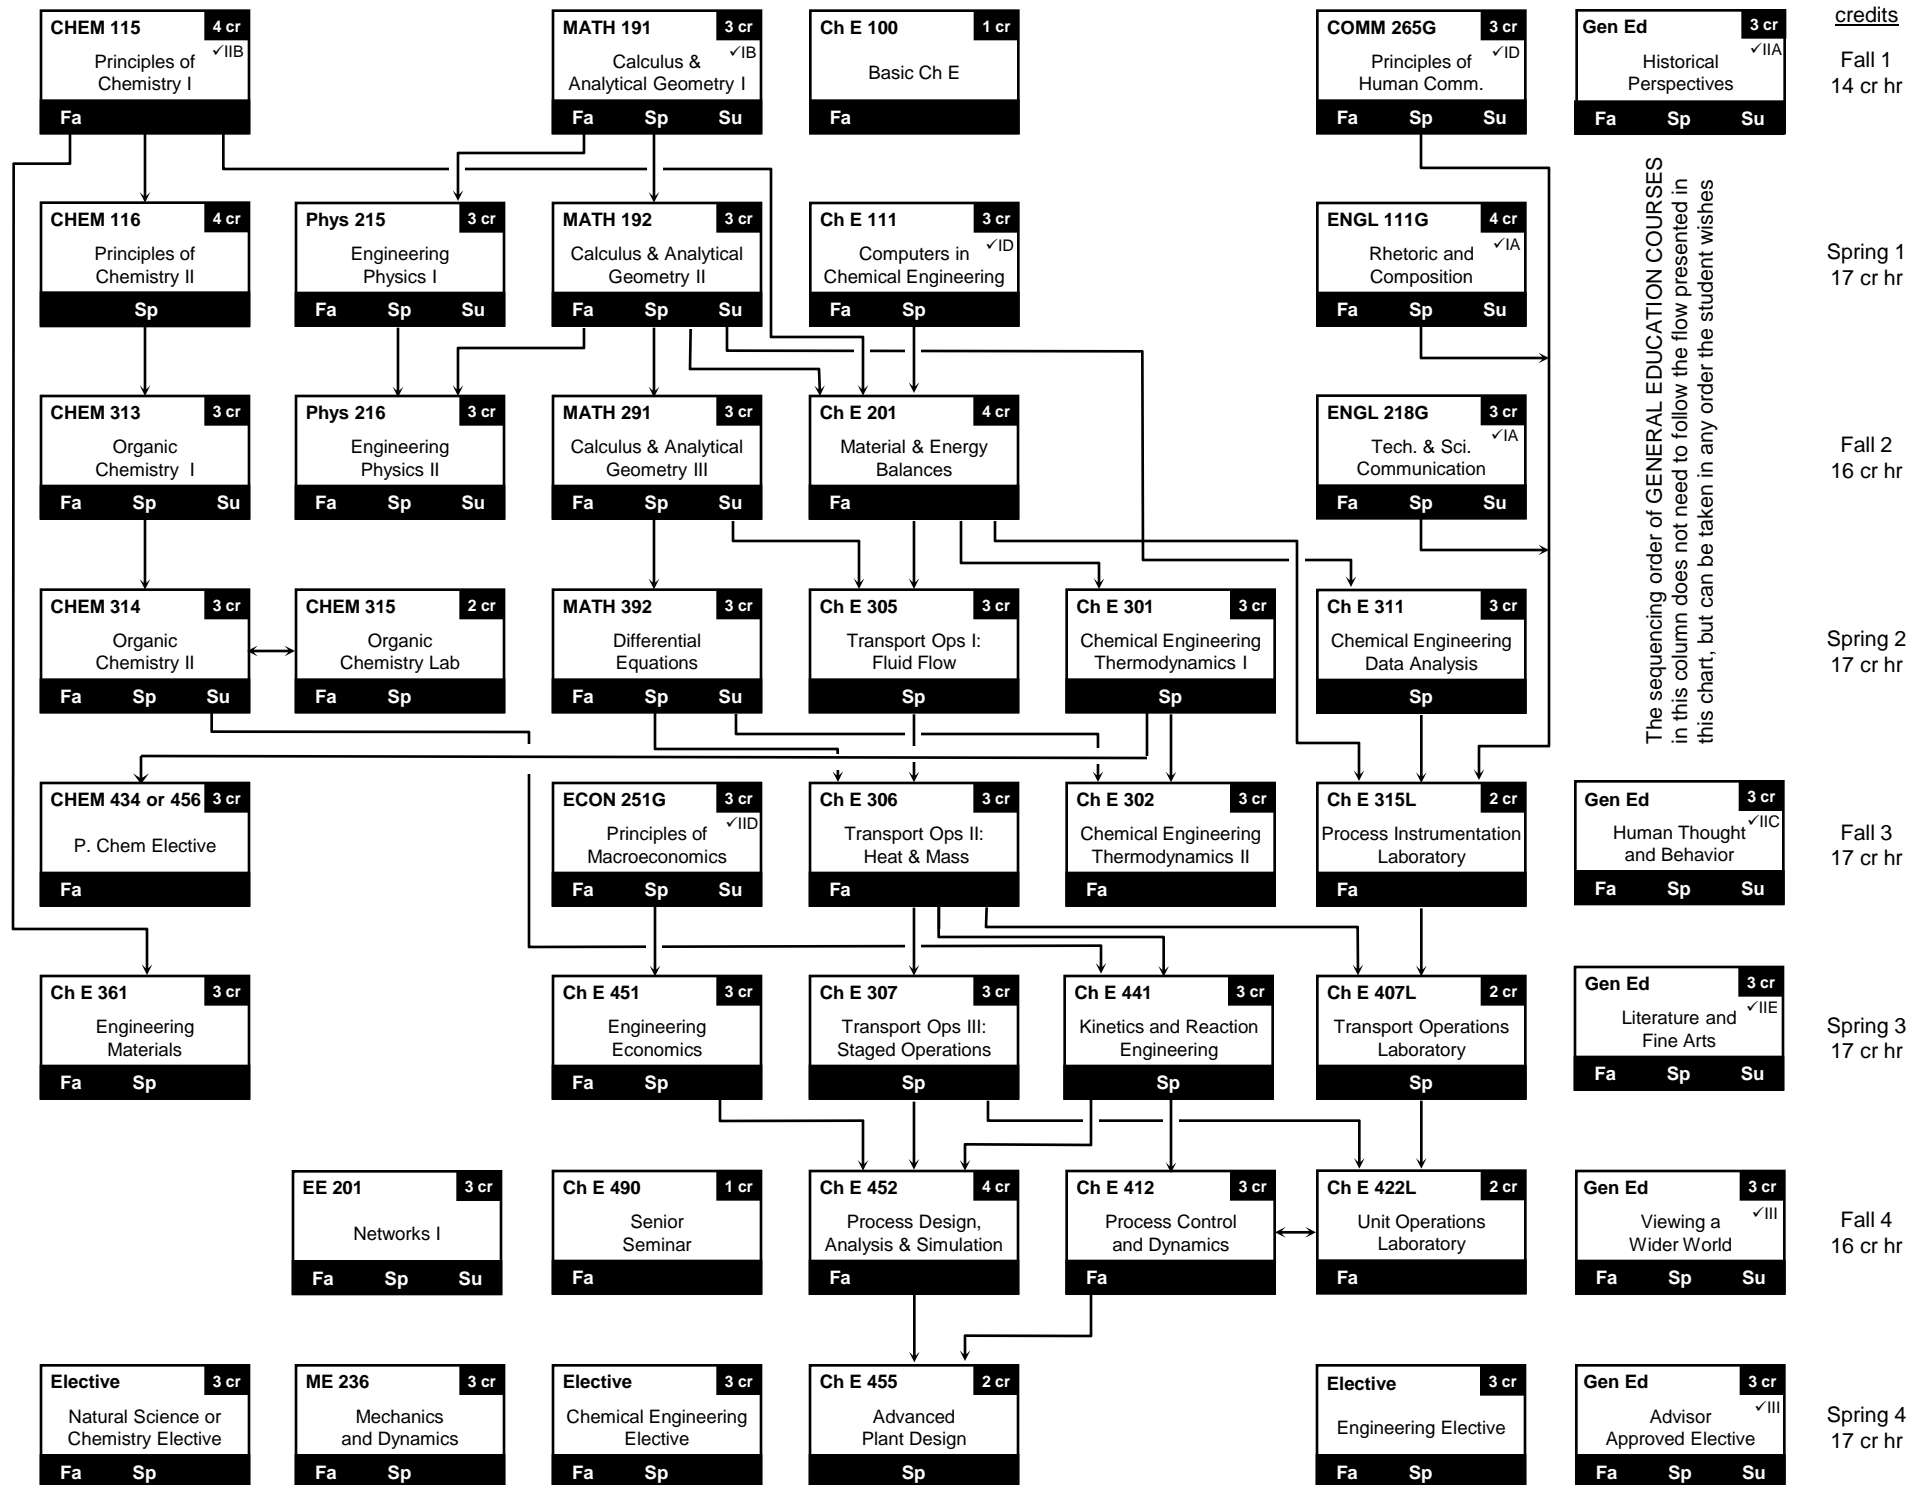 CHEM 115 4 cr
✓IIB
Principles of
Chemistry I
Fa
MATH 191 3 cr
✓IB
Calculus &
Analytical Geometry I
Fa Sp Su
Ch E 100 1 cr
Basic Ch E
Fa
COMM 265G 3 cr
✓ID
Principles of
Human Comm.
Fa Sp Su
Gen Ed 3 cr
✓IIA
Historical
Perspectives
Fa Sp Su
credits
Fall 1
14 cr hr
CHEM 116 4 cr
Principles of
Chemistry II
Sp
Phys 215 3 cr
Engineering
Physics I
Fa Sp Su
MATH 192 3 cr
Calculus & Analytical
Geometry II
Fa Sp Su
Ch E 111 3 cr
✓ID
Computers in
Chemical Engineering
Fa Sp
ENGL 111G 4 cr
✓IA
Rhetoric and
Composition
Fa Sp Su
The sequencing order of GENERAL EDUCATION COURSES
in this column does not need to follow the flow presented in
this chart, but can be taken in any order the student wishes
Spring 1
17 cr hr
CHEM 313 3 cr
Organic
Chemistry I
Fa Sp Su
Phys 216 3 cr
Engineering
Physics II
Fa Sp Su
MATH 291 3 cr
Calculus & Analytical
Geometry III
Fa Sp Su
Ch E 201 4 cr
Material & Energy
Balances
Fa
ENGL 218G 3 cr
✓IA
Tech. & Sci.
Communication
Fa Sp Su
Fall 2
16 cr hr
CHEM 314 3 cr
Organic
Chemistry II
Fa Sp Su
CHEM 315 2 cr
Organic
Chemistry Lab
Fa Sp
MATH 392 3 cr
Differential
Equations
Fa Sp Su
Ch E 305 3 cr
Transport Ops I:
Fluid Flow
Sp
Ch E 301 3 cr
Chemical Engineering
Thermodynamics I
Sp
Ch E 311 3 cr
Chemical Engineering
Data Analysis
Sp
Spring 2
17 cr hr
CHEM 434 or 456 3 cr
P. Chem Elective
Fa
ECON 251G 3 cr
✓IID
Principles of
Macroeconomics
Fa Sp Su
Ch E 306 3 cr
Transport Ops II:
Heat & Mass
Fa
Ch E 302 3 cr
Chemical Engineering
Thermodynamics II
Fa
Ch E 315L 2 cr
Process Instrumentation
Laboratory
Fa
Gen Ed 3 cr
✓IIC
Human Thought
and Behavior
Fa Sp Su
Fall 3
17 cr hr
Ch E 361 3 cr
Engineering
Materials
Fa Sp
Ch E 451 3 cr
Engineering
Economics
Fa Sp
Ch E 307 3 cr
Transport Ops III:
Staged Operations
Sp
Ch E 441 3 cr
Kinetics and Reaction
Engineering
Sp
Ch E 407L 2 cr
Transport Operations
Laboratory
Sp
Gen Ed 3 cr
✓IIE
Literature and
Fine Arts
Fa Sp Su
Spring 3
17 cr hr
EE 201 3 cr
Networks I
Fa Sp Su
Ch E 490 1 cr
Senior
Seminar
Fa
Ch E 452 4 cr
Process Design,
Analysis & Simulation
Fa
Ch E 412 3 cr
Process Control
and Dynamics
Fa
Ch E 422L 2 cr
Unit Operations
Laboratory
Fa
Gen Ed 3 cr
✓III
Viewing a
Wider World
Fa Sp Su
Fall 4
16 cr hr
Elective 3 cr
Natural Science or
Chemistry Elective
Fa Sp
ME 236 3 cr
Mechanics
and Dynamics
Fa Sp
Elective 3 cr
Chemical Engineering
Elective
Fa Sp
Ch E 455 2 cr
Advanced
Plant Design
Sp
Elective 3 cr
Engineering Elective
Fa Sp
Gen Ed 3 cr
✓III
Advisor
Approved Elective
Fa Sp Su
Spring 4
17 cr hr